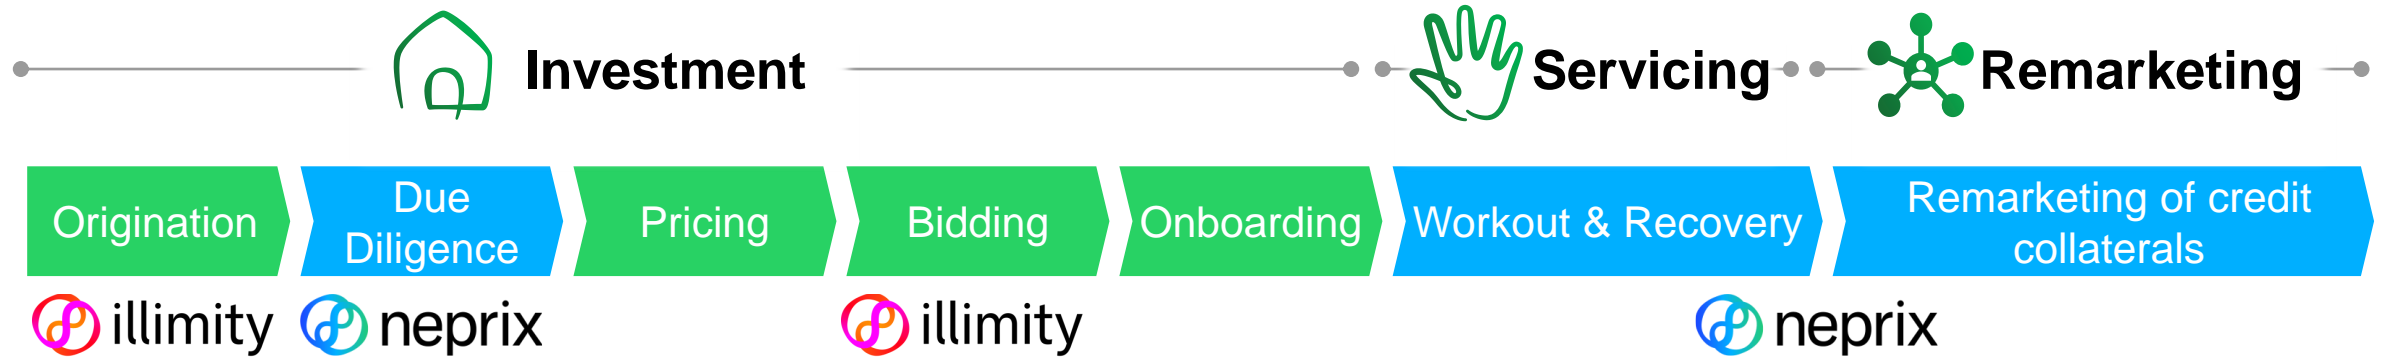 Investment
Servicing
Remarketing
Origination
Due
Diligence
Pricing
Bidding
Onboarding
Workout & Recovery
Remarketing of credit
collaterals
illimity
neprix
illimity
neprix